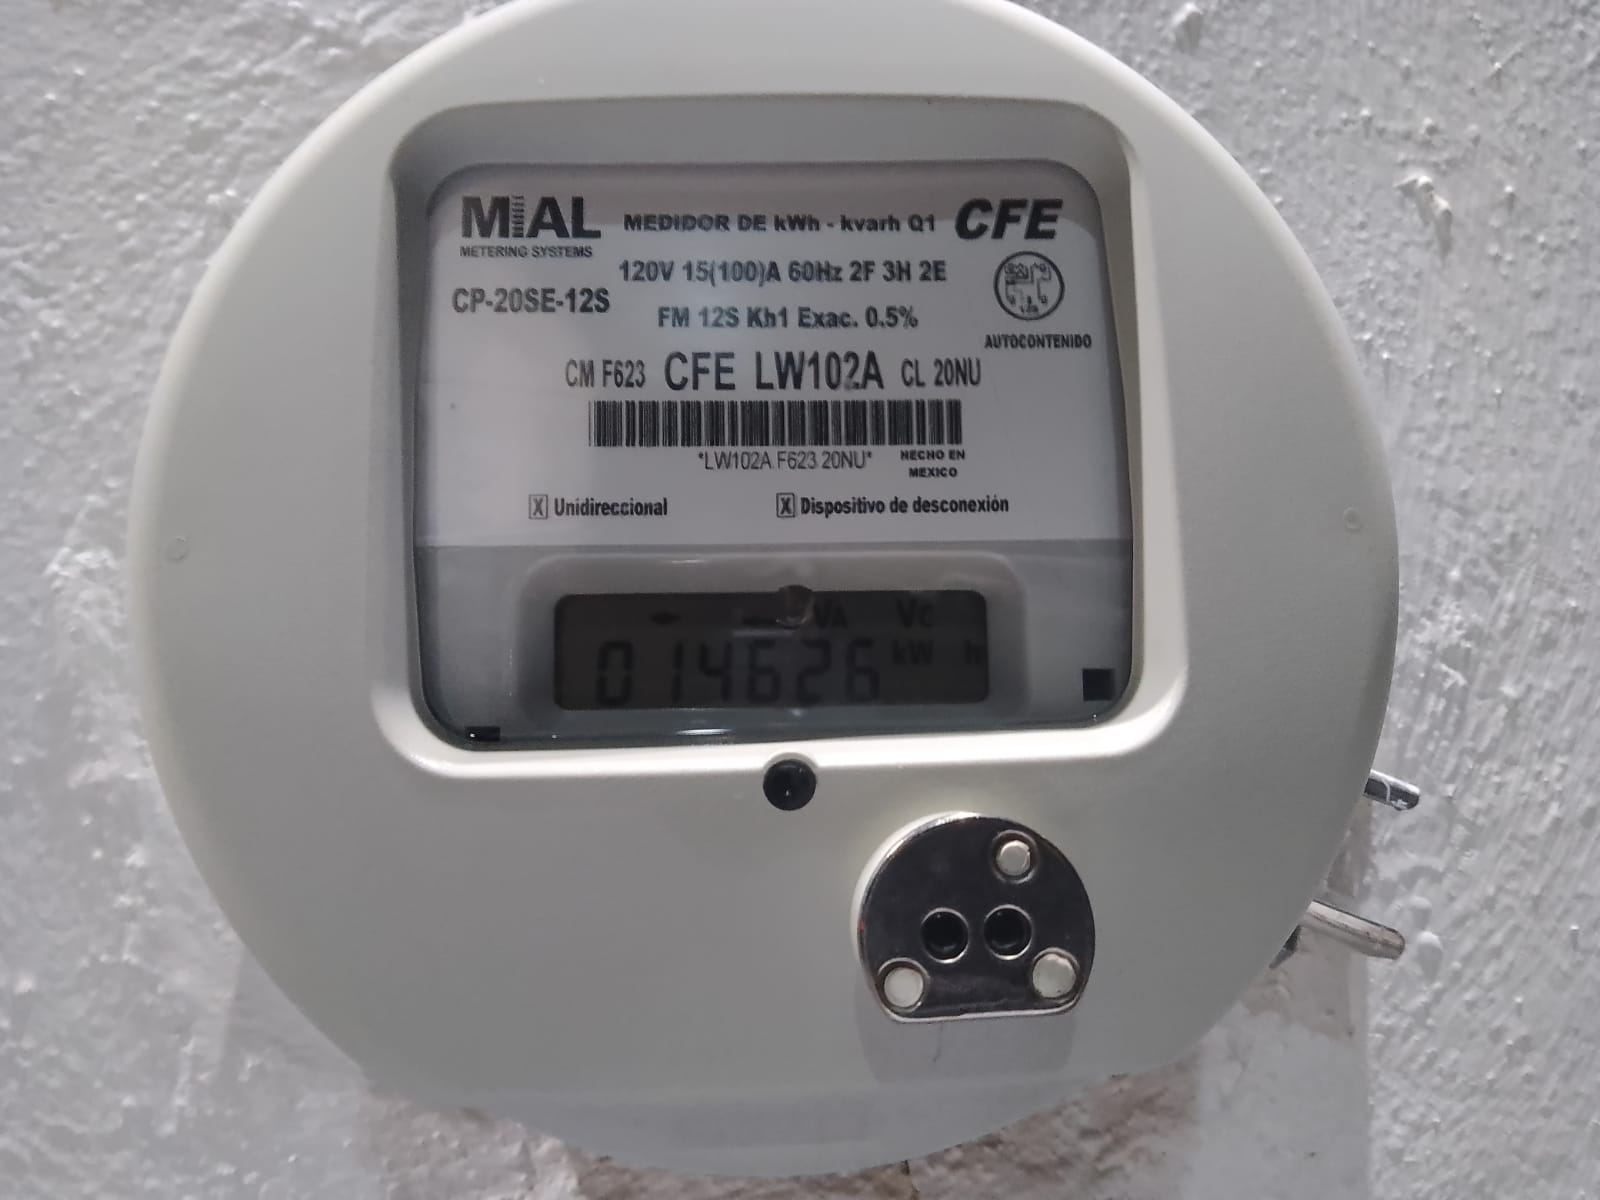 MIAL
METERING SYSTEMS
MEDIDOR DE kWh - kvarh Q1
CFE
120V 15(100)A 60Hz 2F 3H 2E
CP-20SE-12S
FM 12S Kh1 Exac. 0.5%
AUTOCONTENIDO
CM F623 CFE LW102A CL 20NU
*LW102A F623 20NU*
HECHO EN
MEXICO
X Unidireccional
X Dispositivo de desconexión
VA Vc
014626 kW h